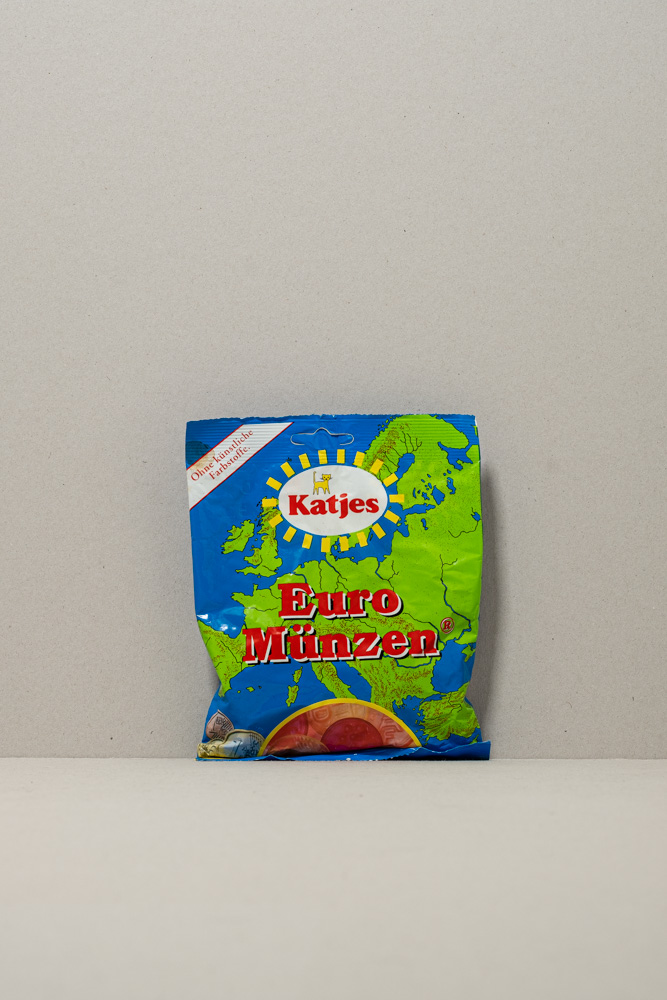 Ohne künstliche
Farbstoffe.
Katjes
Euro
Münzen®